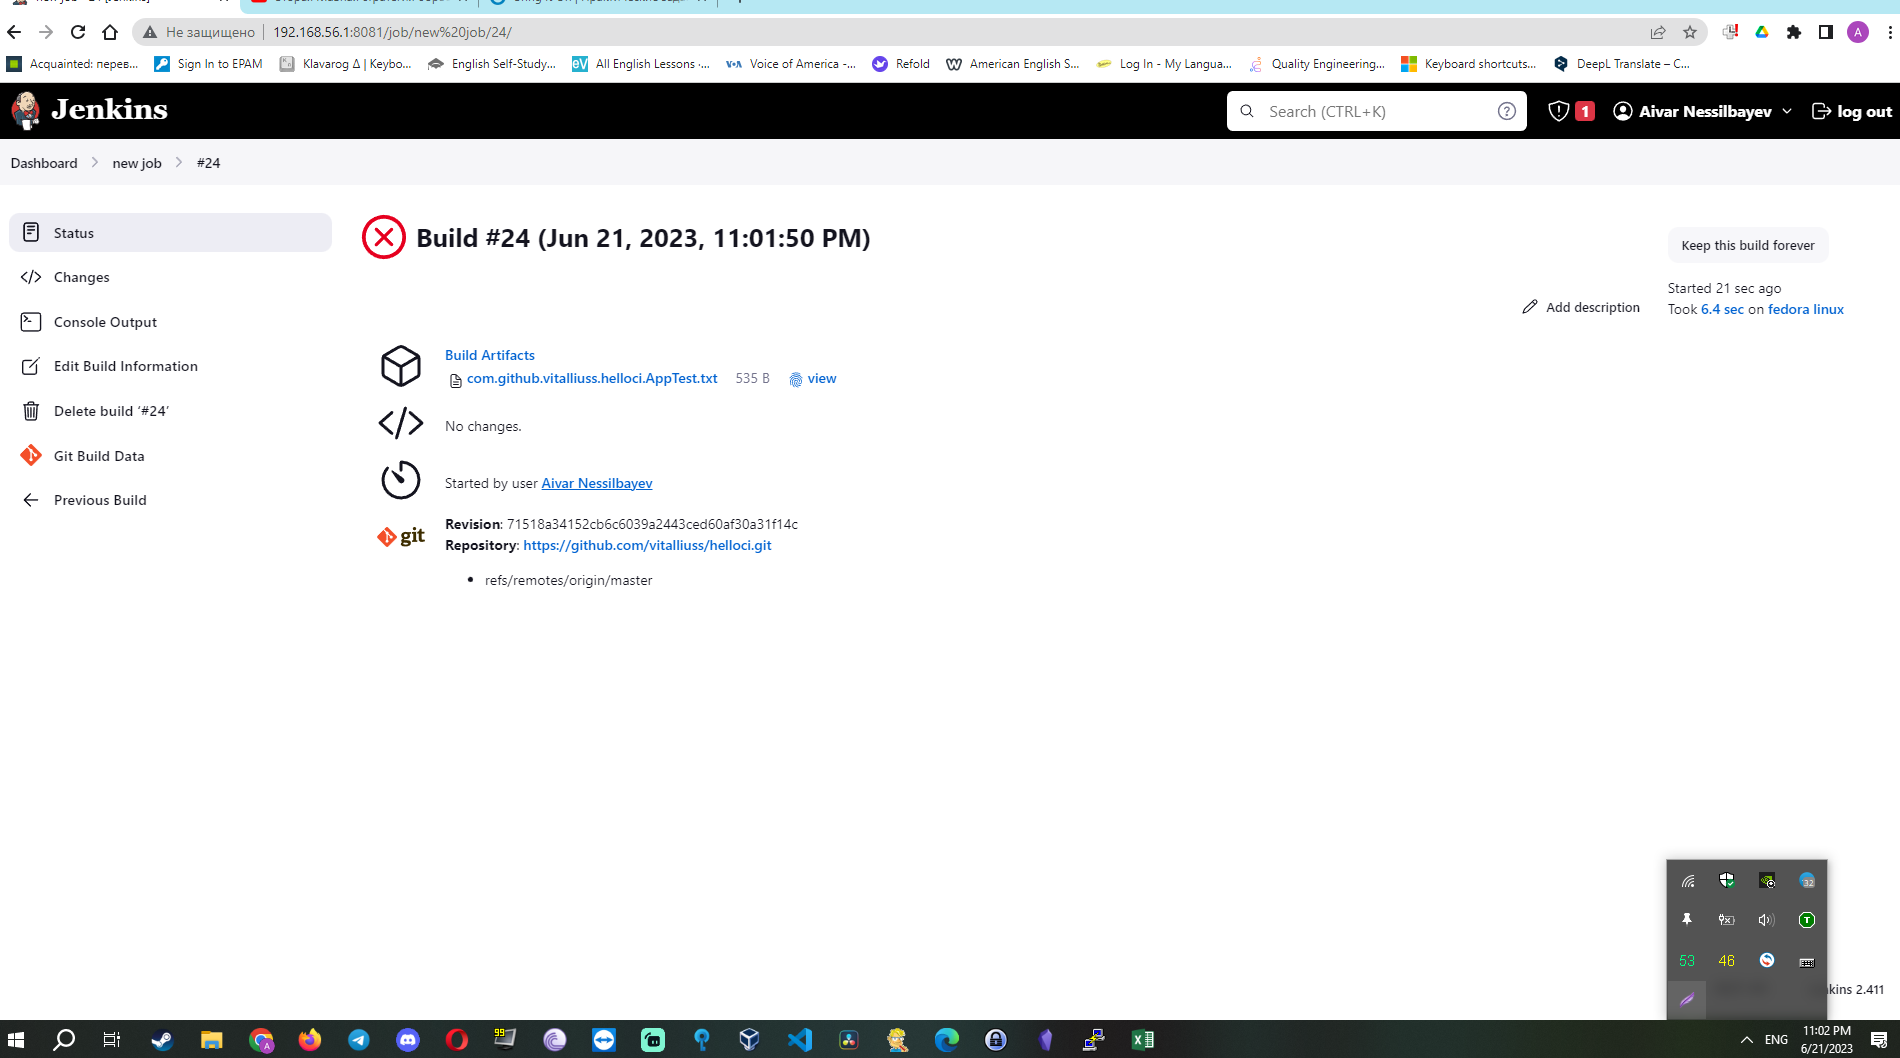 Не защищено
192.168.56.1:8081/job/new%20job/24/
A
Acquainted: перев...
Sign In to EPAM
Klavarog Δ | Keybo...
English Self-Study...
All English Lessons ·...
Voice of America -...
Refold
American English S...
Log In - My Langua...
Quality Engineering...
Keyboard shortcuts...
DeepL Translate – C...
Jenkins
Search (CTRL+K)
1
Aivar Nessilbayev
log out
Dashboard
new job
#24
Status
Changes
Console Output
Edit Build Information
Delete build ‘#24’
Git Build Data
Previous Build
Build #24 (Jun 21, 2023, 11:01:50 PM)
Keep this build forever
Started 21 sec ago
Took 6.4 sec on fedora linux
Add description
Build Artifacts
com.github.vitalliuss.helloci.AppTest.txt 535 B view
No changes.
Started by user Aivar Nessilbayev
git
Revision: 71518a34152cb6c6039a2443ced60af30a31f14c
Repository: https://github.com/vitalliuss/helloci.git
refs/remotes/origin/master
32
T
53
46
kins 2.411
99
ENG
11:02 PM
6/21/2023